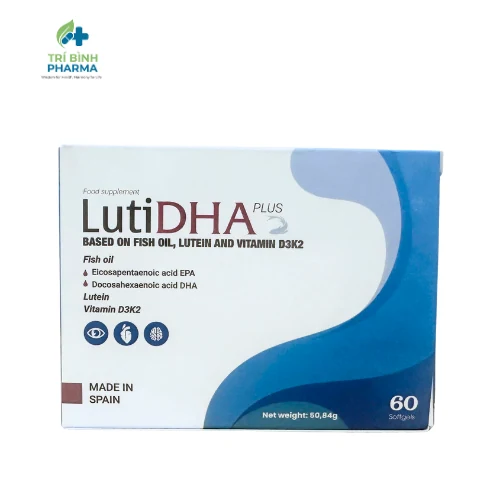 TRÍ BÌNH
PHARMA
Food supplement
LutiDHA PLUS
BASED ON FISH OIL, LUTEIN AND VITAMIN D3K2
Fish oil
Eicosapentaenoic acid EPA
Docosahexaenoic acid DHA
Lutein
Vitamin D3K2
MADE IN
SPAIN
Net weight: 50,84g
60
Softgels